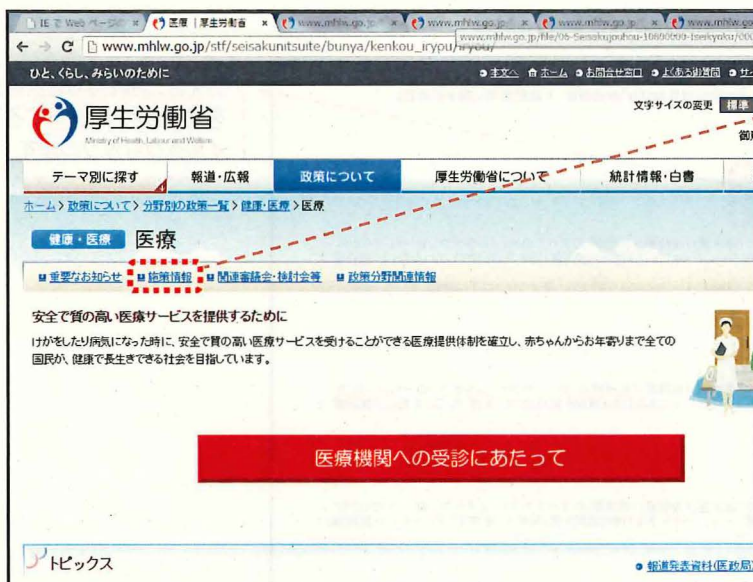 IE で Web ページ
医療 | 厚生労働省
www.mhlw.go.jp
www.mhlw.go.jp
www.mhlw.go.jp
www.mhlw.go
www.mhlw.go.jp/stf/seisakunitsuite/bunya/kenkou_iryou/iryou/
ひと、くらし、みらいのために
本文へ ホーム お問合せ窓口 よくある御質問 サ
厚生労働省
Ministry of Health, Labour and Welfare
文字サイズの変更 標準
テーマ別に探す 報道・広報 政策について 厚生労働省について 統計情報・白書
ホーム > 政策について > 分野別の政策一覧 > 健康・医療 > 医療
健康・医療 医療
重要なお知らせ 施策情報 関連審議会・検討会等 政策分野関連情報
安全で質の高い医療サービスを提供するために
けがをしたり病気になった時に、安全で質の高い医療サービスを受けることができる医療提供体制を確立し、赤ちゃんからお年寄りまで全ての
国民が、健康で長生きできる社会を目指しています。
医療機関への受診にあたって
トピックス
報道発表資料(医政局)